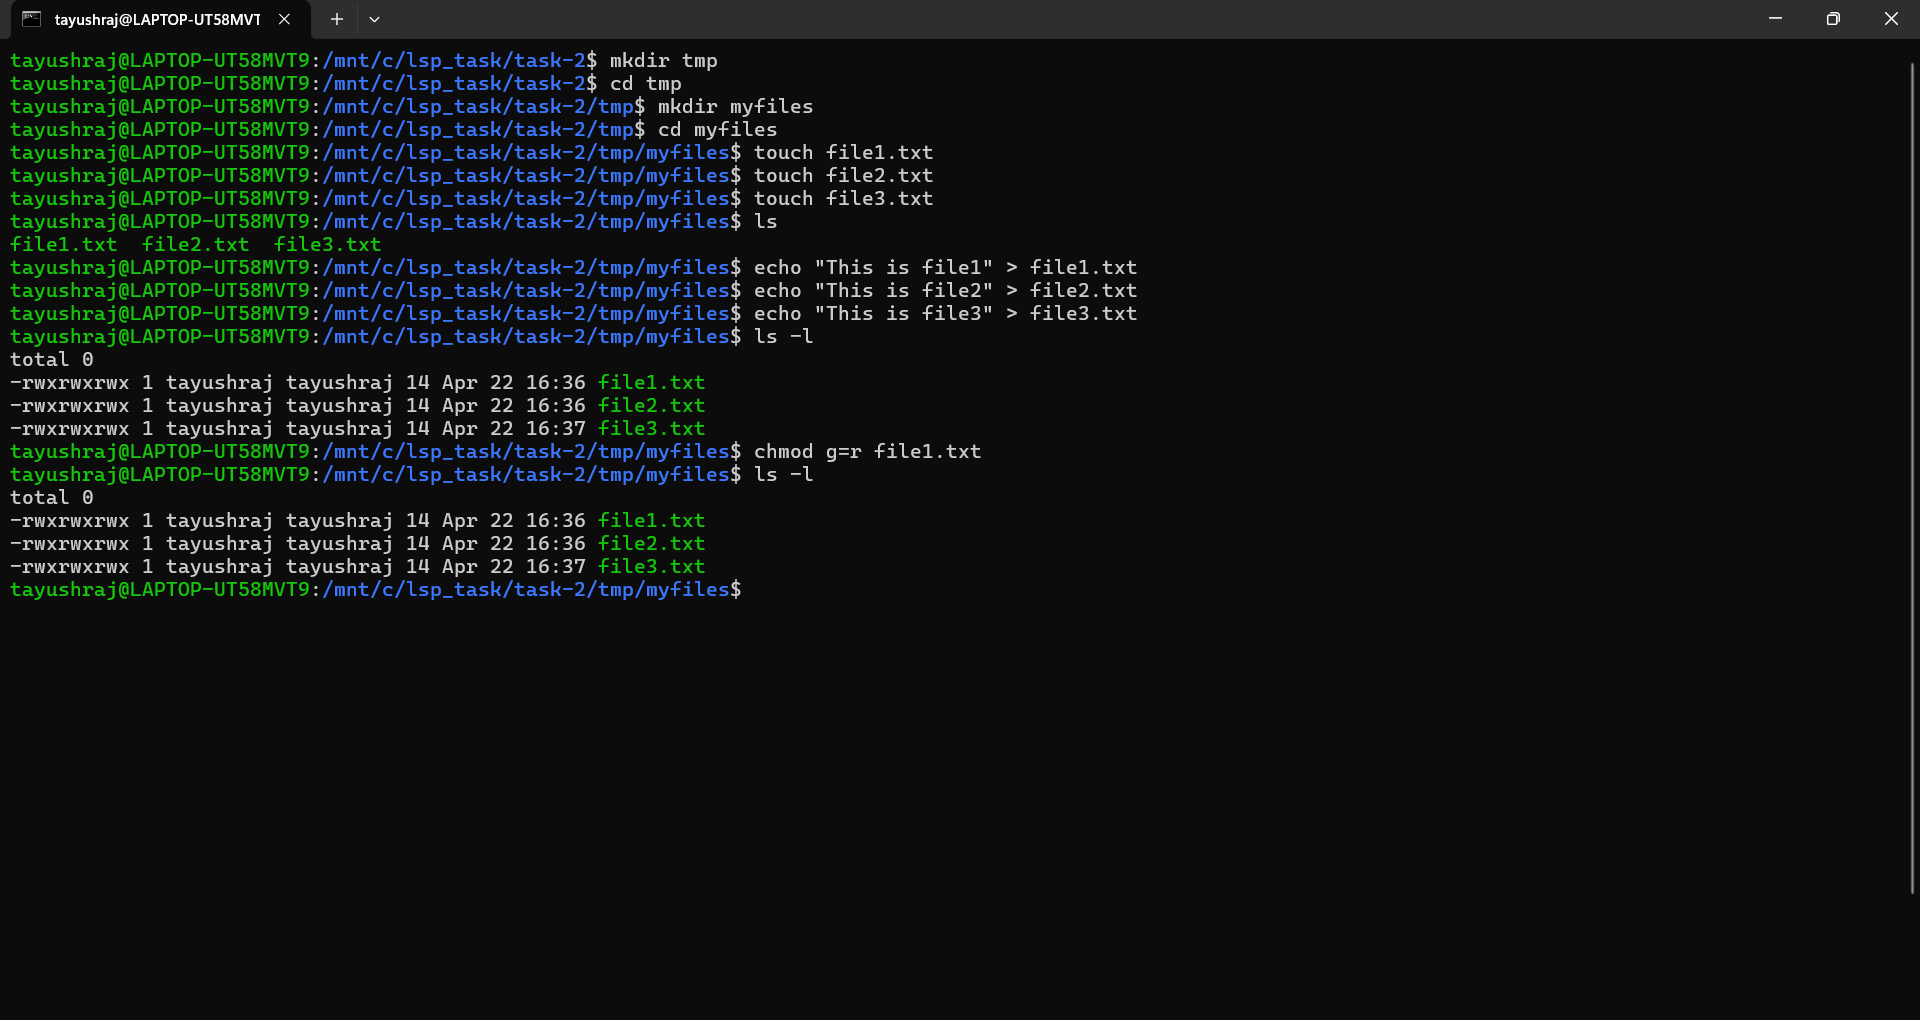 tayushraj@LAPTOP-UT58MVT
tayushraj@LAPTOP-UT58MVT9:/mnt/c/lsp_task/task-2$ mkdir tmp
tayushraj@LAPTOP-UT58MVT9:/mnt/c/lsp_task/task-2$ cd tmp
tayushraj@LAPTOP-UT58MVT9:/mnt/c/lsp_task/task-2/tmp$ mkdir myfiles
tayushraj@LAPTOP-UT58MVT9:/mnt/c/lsp_task/task-2/tmp$ cd myfiles
tayushraj@LAPTOP-UT58MVT9:/mnt/c/lsp_task/task-2/tmp/myfiles$ touch file1.txt
tayushraj@LAPTOP-UT58MVT9:/mnt/c/lsp_task/task-2/tmp/myfiles$ touch file2.txt
tayushraj@LAPTOP-UT58MVT9:/mnt/c/lsp_task/task-2/tmp/myfiles$ touch file3.txt
tayushraj@LAPTOP-UT58MVT9:/mnt/c/lsp_task/task-2/tmp/myfiles$ ls
file1.txt  file2.txt  file3.txt
tayushraj@LAPTOP-UT58MVT9:/mnt/c/lsp_task/task-2/tmp/myfiles$ echo "This is file1" > file1.txt
tayushraj@LAPTOP-UT58MVT9:/mnt/c/lsp_task/task-2/tmp/myfiles$ echo "This is file2" > file2.txt
tayushraj@LAPTOP-UT58MVT9:/mnt/c/lsp_task/task-2/tmp/myfiles$ echo "This is file3" > file3.txt
tayushraj@LAPTOP-UT58MVT9:/mnt/c/lsp_task/task-2/tmp/myfiles$ ls -l
total 0
-rwxrwxrwx 1 tayushraj tayushraj 14 Apr 22 16:36 file1.txt
-rwxrwxrwx 1 tayushraj tayushraj 14 Apr 22 16:36 file2.txt
-rwxrwxrwx 1 tayushraj tayushraj 14 Apr 22 16:37 file3.txt
tayushraj@LAPTOP-UT58MVT9:/mnt/c/lsp_task/task-2/tmp/myfiles$ chmod g=r file1.txt
tayushraj@LAPTOP-UT58MVT9:/mnt/c/lsp_task/task-2/tmp/myfiles$ ls -l
total 0
-rwxrwxrwx 1 tayushraj tayushraj 14 Apr 22 16:36 file1.txt
-rwxrwxrwx 1 tayushraj tayushraj 14 Apr 22 16:36 file2.txt
-rwxrwxrwx 1 tayushraj tayushraj 14 Apr 22 16:37 file3.txt
tayushraj@LAPTOP-UT58MVT9:/mnt/c/lsp_task/task-2/tmp/myfiles$